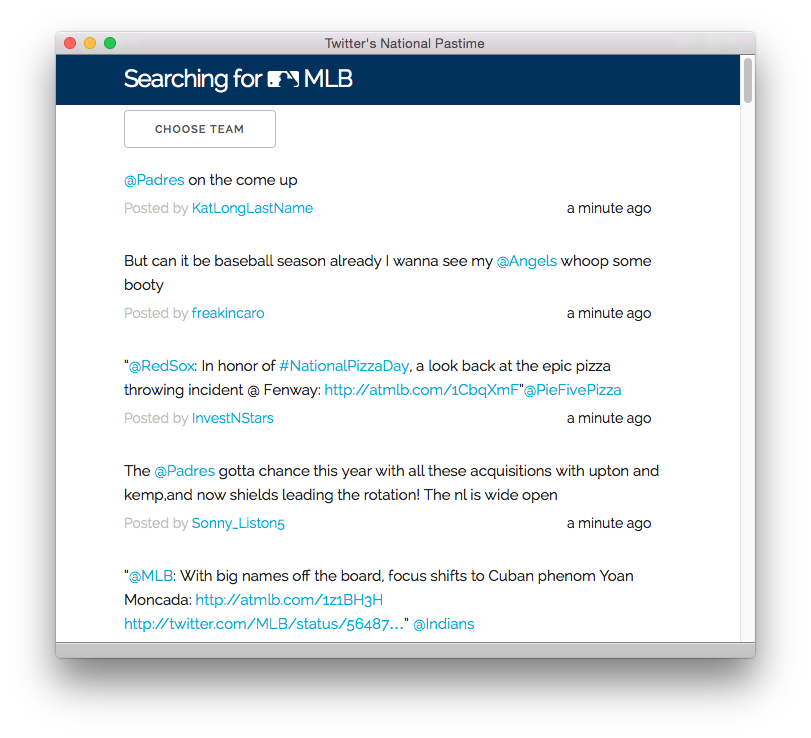 Twitter's National Pastime
Searching for MLB
CHOOSE TEAM
@Padres on the come up
Posted by KatLongLastName a minute ago
But can it be baseball season already I wanna see my @Angels whoop some
booty
Posted by freakincaro a minute ago
"@RedSox: In honor of #NationalPizzaDay, a look back at the epic pizza
throwing incident @ Fenway: http://atmlb.com/1CbqXmF"@PieFivePizza
Posted by InvestNStars a minute ago
The @Padres gotta chance this year with all these acquisitions with upton and
kemp,and now shields leading the rotation! The nl is wide open
Posted by Sonny_Liston5 a minute ago
"@MLB: With big names off the board, focus shifts to Cuban phenom Yoan
Moncada: http://atmlb.com/1z1BH3H
http://twitter.com/MLB/status/56487…" @Indians